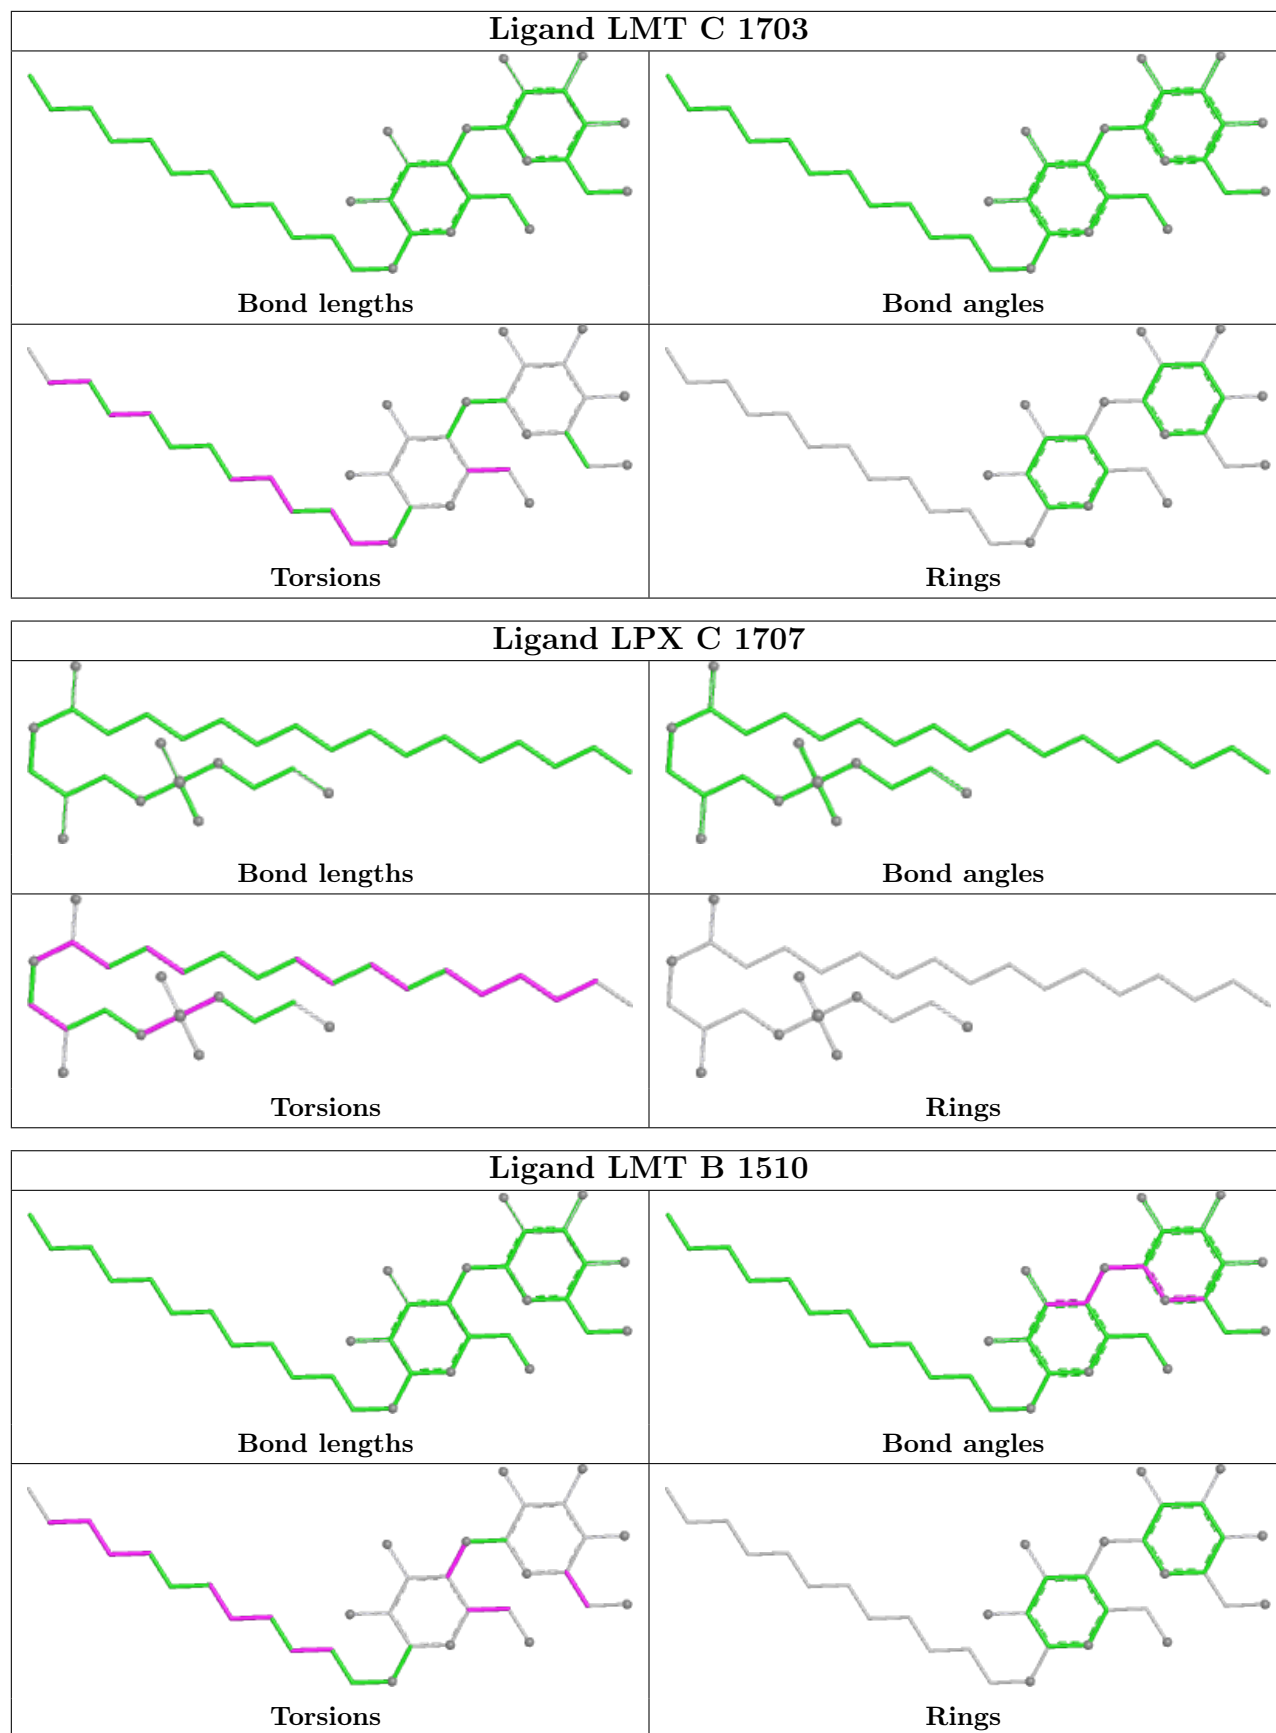 Ligand LMT C 1703
Bond lengths
Bond angles
Torsions
Rings
Ligand LPX C 1707
Bond lengths
Bond angles
Torsions
Rings
Ligand LMT B 1510
Bond lengths
Bond angles
Torsions
Rings